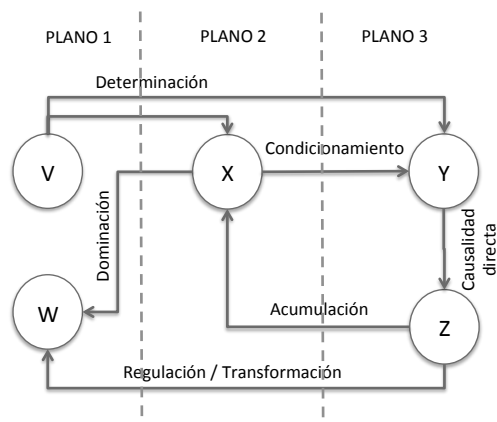 PLANO 1
PLANO 2
PLANO 3
Determinación
V
X
Condicionamiento
Y
Dominación
Causalidad
directa
W
Acumulación
Z
Regulación / Transformación